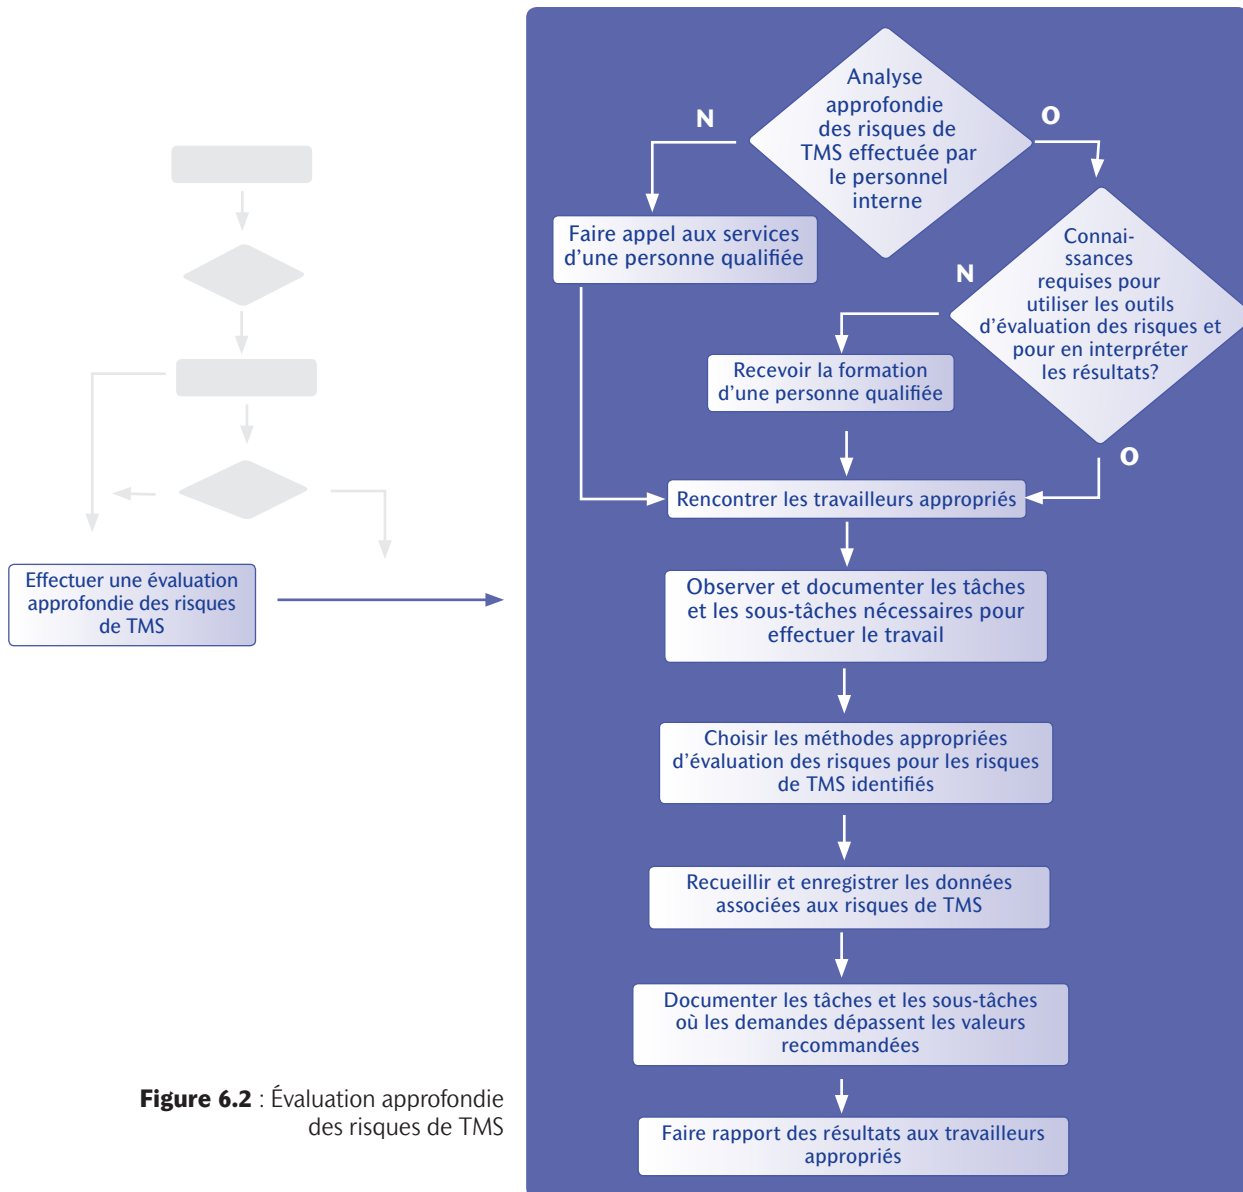 Analyse
approfondie
des risques de
TMS effectuée par
le personnel
interne
N
O
Faire appel aux services
d'une personne qualifiée
Connai-
ssances
requises pour
utiliser les outils
d'évaluation des risques et
pour en interpréter
les résultats?
N
O
Recevoir la formation
d'une personne qualifiée
Rencontrer les travailleurs appropriés
Effectuer une évaluation
approfondie des risques
de TMS
Observer et documenter les tâches
et les sous-tâches nécessaires pour
effectuer le travail
Choisir les méthodes appropriées
d'évaluation des risques pour les risques
de TMS identifiés
Recueillir et enregistrer les données
associées aux risques de TMS
Documenter les tâches et les sous-tâches
où les demandes dépassent les valeurs
recommandées
Faire rapport des résultats aux travailleurs
appropriés
Figure 6.2 : Évaluation approfondie
des risques de TMS